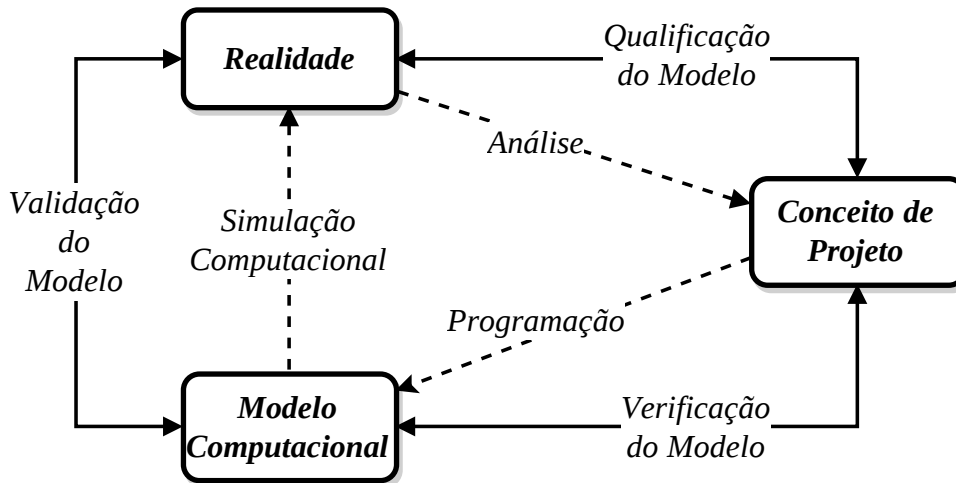 Realidade
Qualificação
do Modelo
Análise
Validação
do
Modelo
Simulação
Computacional
Conceito de
Projeto
Programação
Modelo
Computacional
Verificação
do Modelo